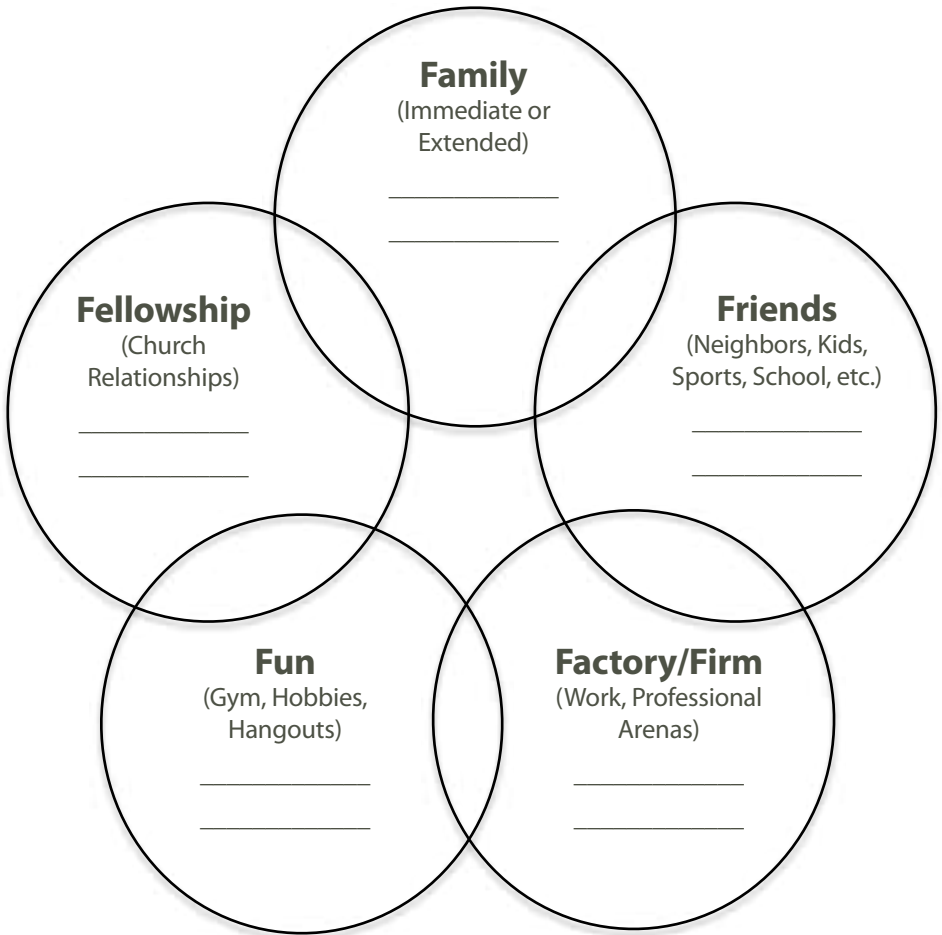 Family
(Immediate or
Extended)
Fellowship
(Church
Relationships)
Friends
(Neighbors, Kids,
Sports, School, etc.)
Fun
(Gym, Hobbies,
Hangouts)
Factory/Firm
(Work, Professional
Arenas)